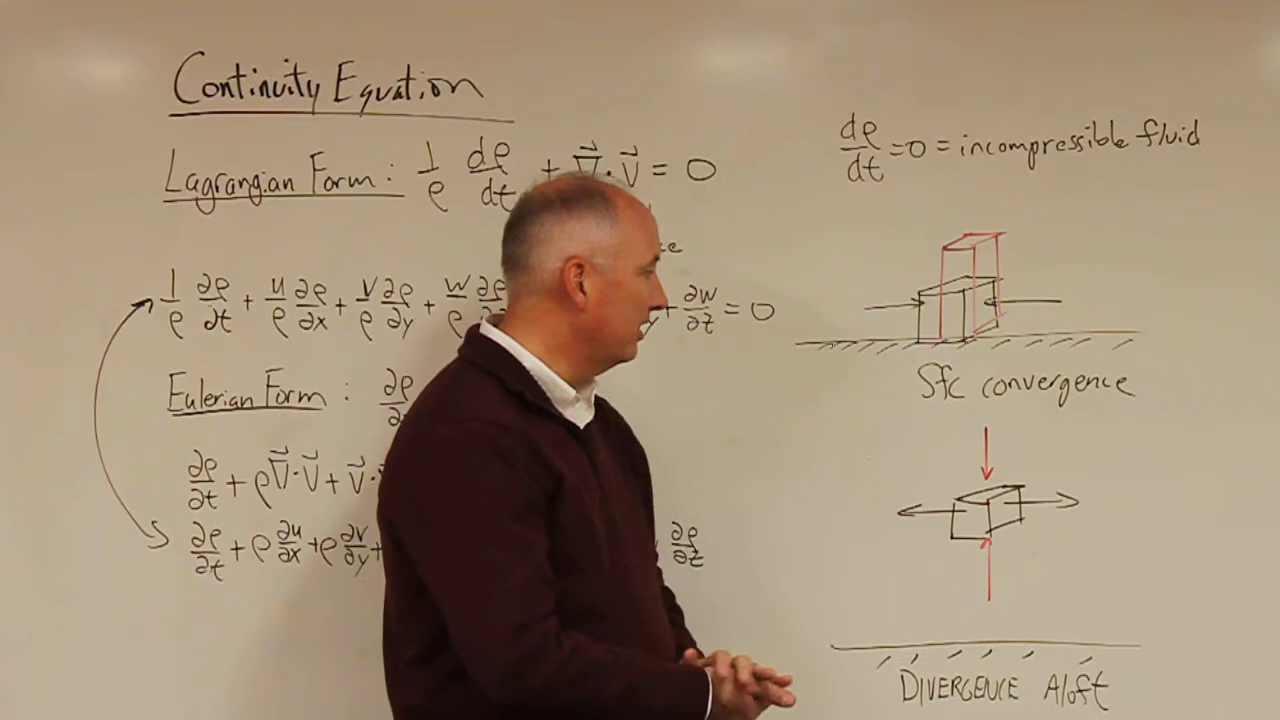 Continuity Equation
Lagrangian Form: 1/ρ dρ/dt + ∇⃗·V⃗ = 0
1/ρ ∂ρ/∂t + u/ρ ∂ρ/∂x + v/ρ ∂ρ/∂y + w/ρ ∂ρ + ∂w/∂z = 0
Eulerian Form: ∂ρ
∂ρ/∂t + ρ∇⃗·V⃗ + V⃗·
∂ρ/∂t + ρ ∂u/∂x + ρ ∂v/∂y + ∂ρ/∂z
dρ/dt = 0 = incompressible fluid
Sfc convergence
DIVERGENCE Aloft